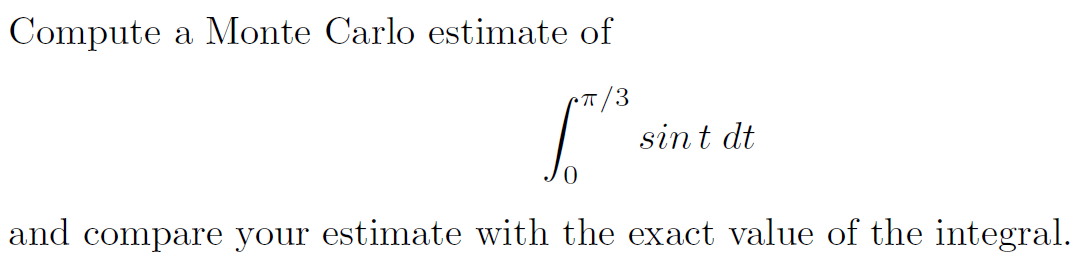 Compute a Monte Carlo estimate of
∫₀^{π/3} sin t dt
and compare your estimate with the exact value of the integral.